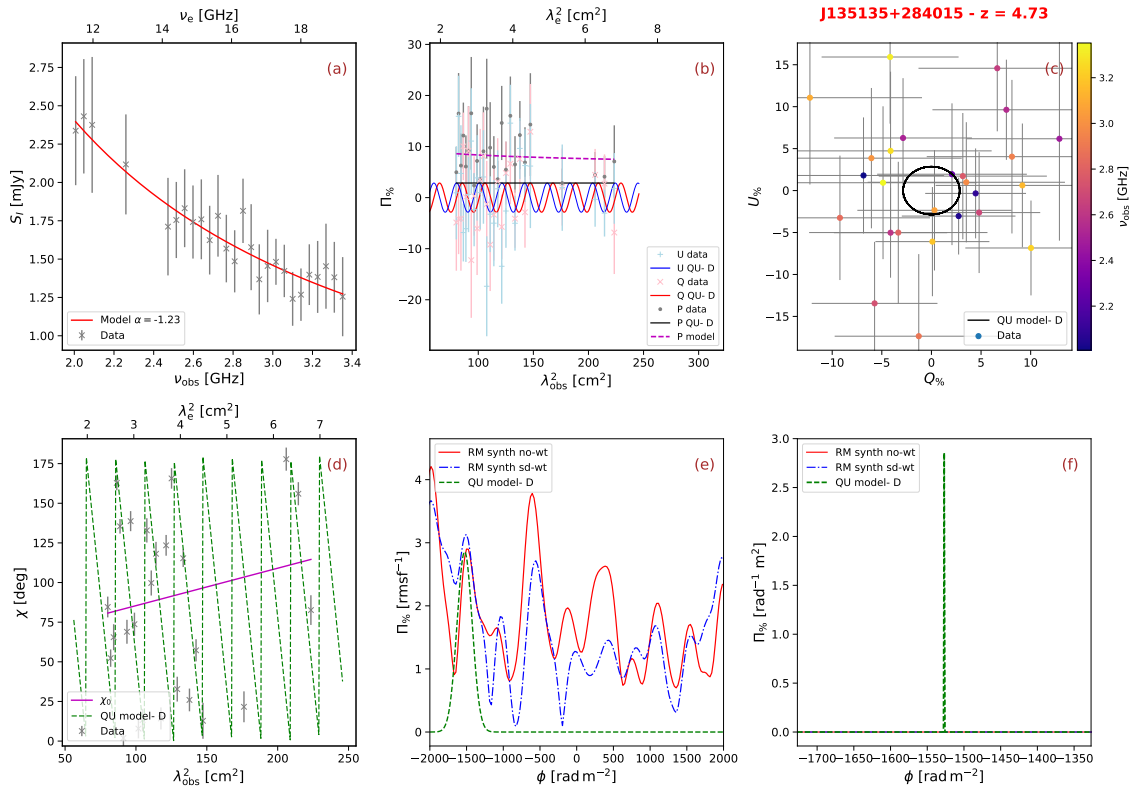 J135135+284015 - z = 4.73
ν_e [GHz]
12 14 16 18
(a)
S_I [mJy]
2.75
2.50
2.25
2.00
1.75
1.50
1.25
1.00
Model α = -1.23
Data
2.0 2.2 2.4 2.6 2.8 3.0 3.2 3.4
ν_obs [GHz]
λ_e^2 [cm^2]
2 4 6 8
(b)
Π_%
30
20
10
0
−10
−20
U data
U QU- D
Q data
Q QU- D
P data
P QU- D
P model
100 150 200 250 300
λ_obs^2 [cm^2]
(c)
U_%
15
10
5
0
−5
−10
−15
QU model- D
Data
−10 −5 0 5 10
Q_%
3.2
3.0
2.8
2.6
2.4
2.2
ν_obs [GHz]
λ_e^2 [cm^2]
2 3 4 5 6 7
(d)
χ [deg]
175
150
125
100
75
50
25
0
χ_0
QU model- D
Data
50 100 150 200 250
λ_obs^2 [cm^2]
(e)
RM synth no-wt
RM synth sd-wt
QU model- D
Π_% [rmsf^−1]
4
3
2
1
0
−2000 −1500 −1000 −500 0 500 1000 1500 2000
ϕ [rad m^−2]
(f)
RM synth no-wt
RM synth sd-wt
QU model- D
Π_% [rad^−1 m^2]
3.0
2.5
2.0
1.5
1.0
0.5
0.0
−1700 −1650 −1600 −1550 −1500 −1450 −1400 −1350
ϕ [rad m^−2]